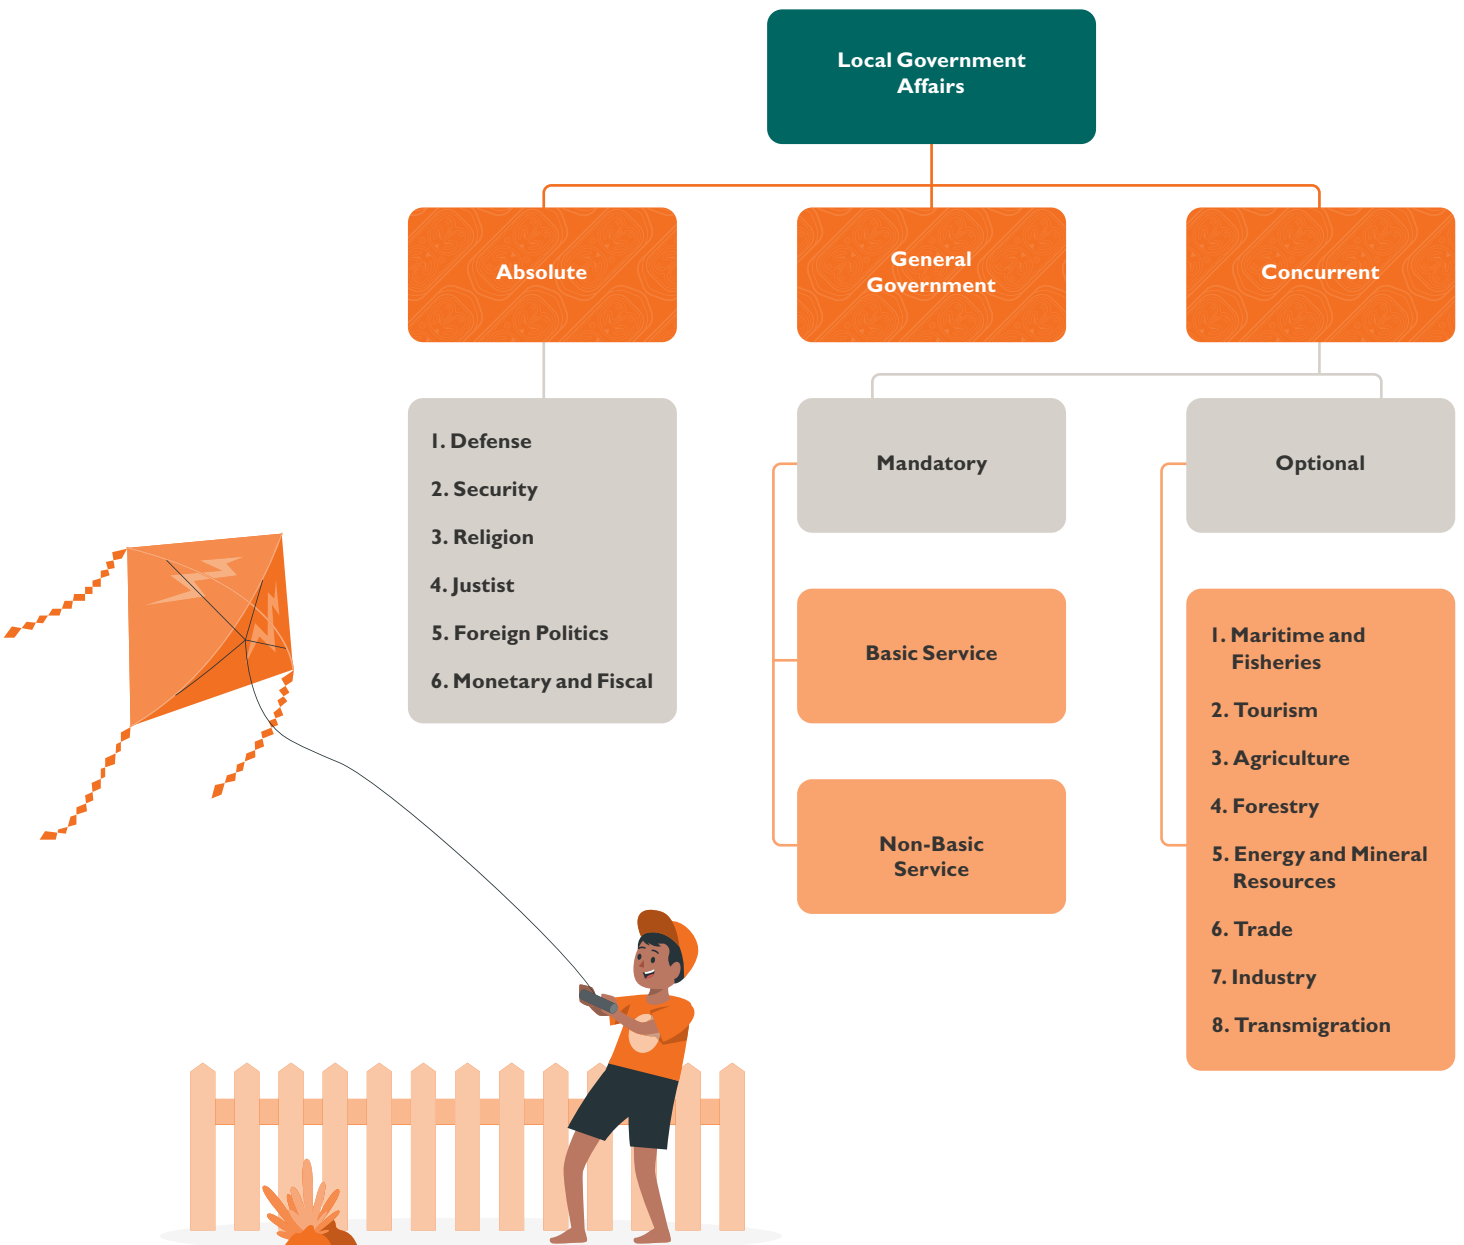 Local Government
Affairs
Absolute
General
Government
Concurrent
1. Defense
2. Security
3. Religion
4. Justist
5. Foreign Politics
6. Monetary and Fiscal
Mandatory
Basic Service
Non-Basic
Service
Optional
1. Maritime and
Fisheries
2. Tourism
3. Agriculture
4. Forestry
5. Energy and Mineral
Resources
6. Trade
7. Industry
8. Transmigration